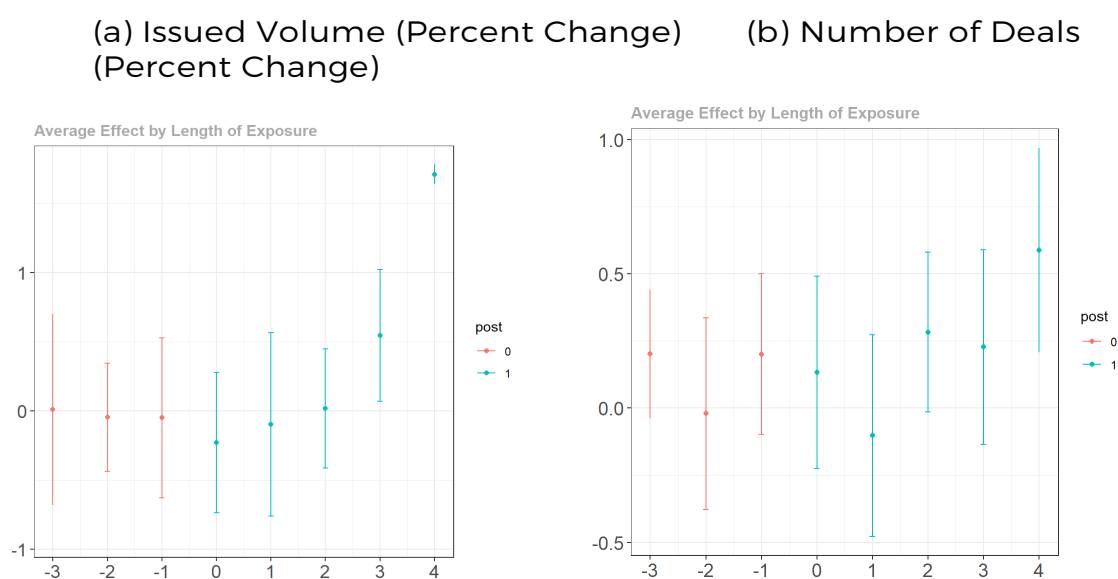 (a) Issued Volume (Percent Change)
(Percent Change)
(b) Number of Deals
Average Effect by Length of Exposure
1
0
-1
-3 -2 -1 0 1 2 3 4
post
0
1
Average Effect by Length of Exposure
1.0
0.5
0.0
-0.5
-3 -2 -1 0 1 2 3 4
post
0
1